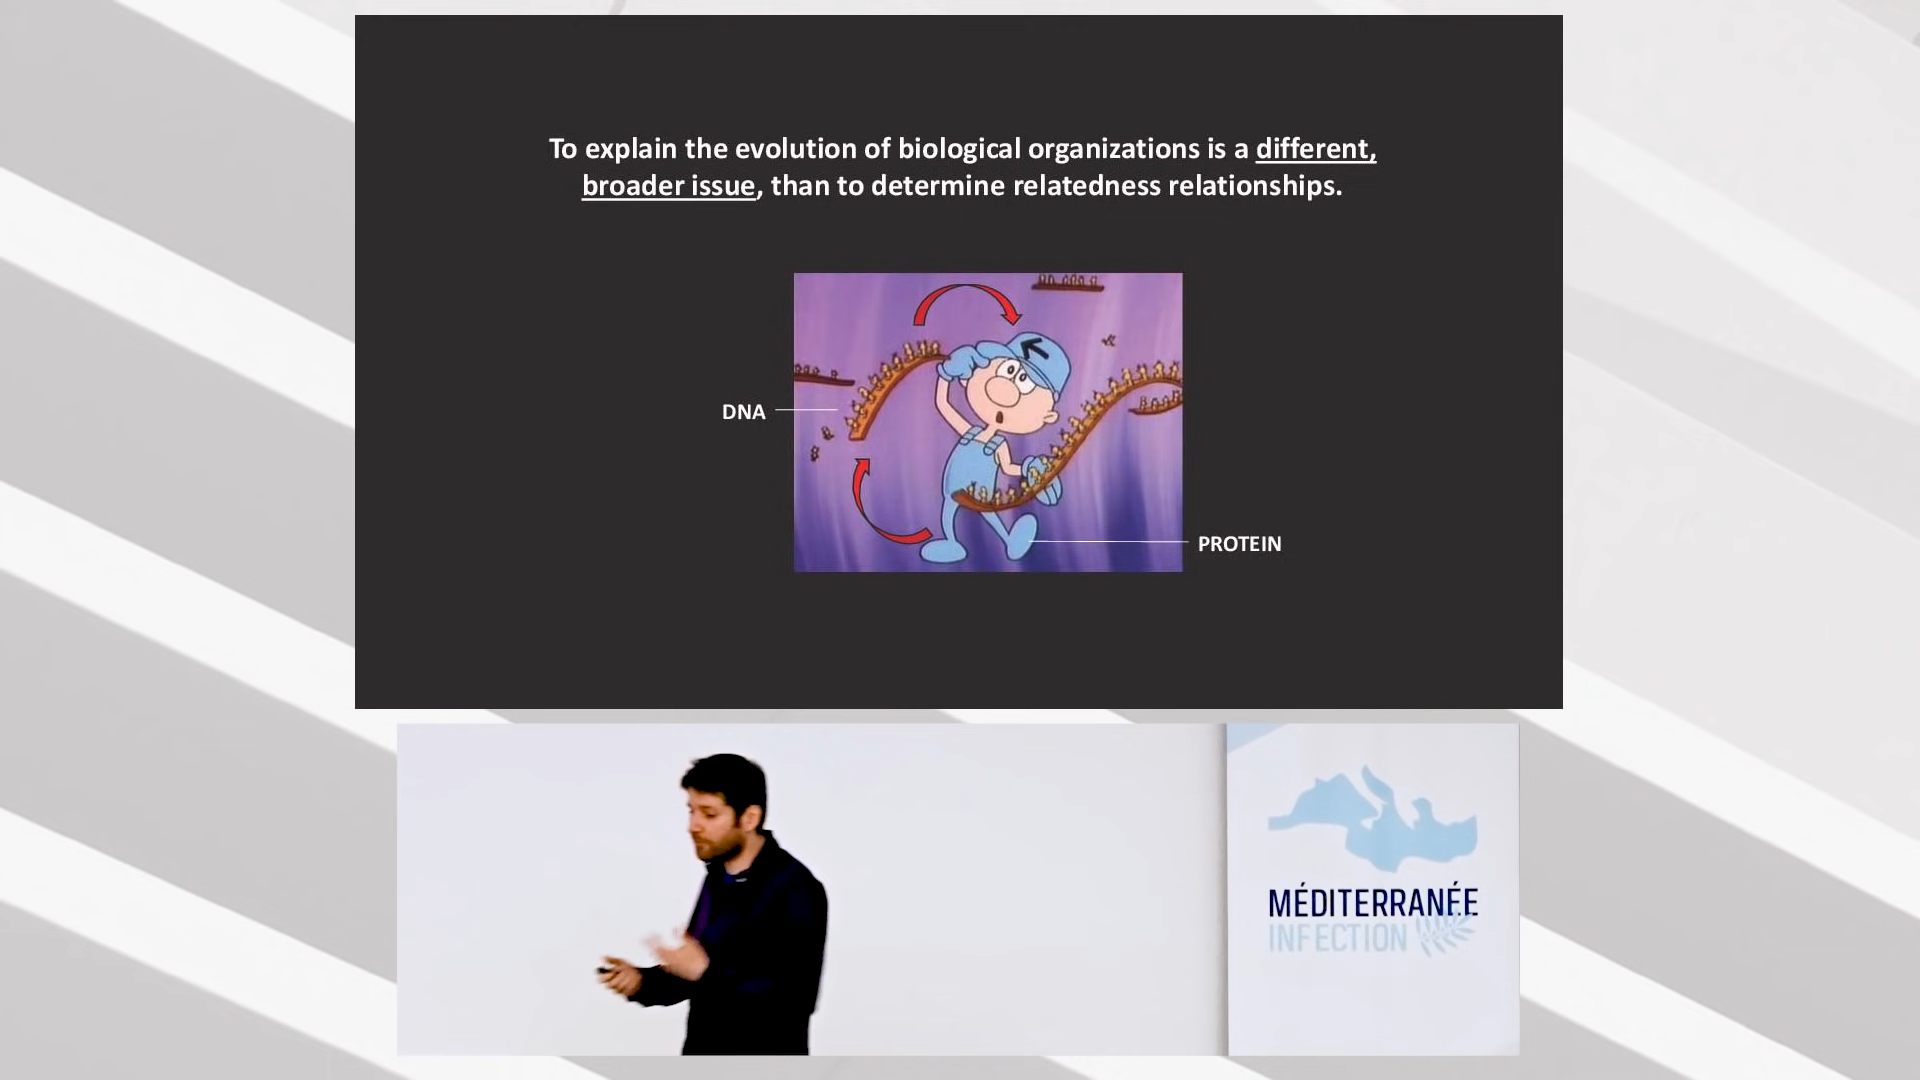 To explain the evolution of biological organizations is a different,
broader issue, than to determine relatedness relationships.
DNA
PROTEIN
MÉDITERRANÉE
INFECTION